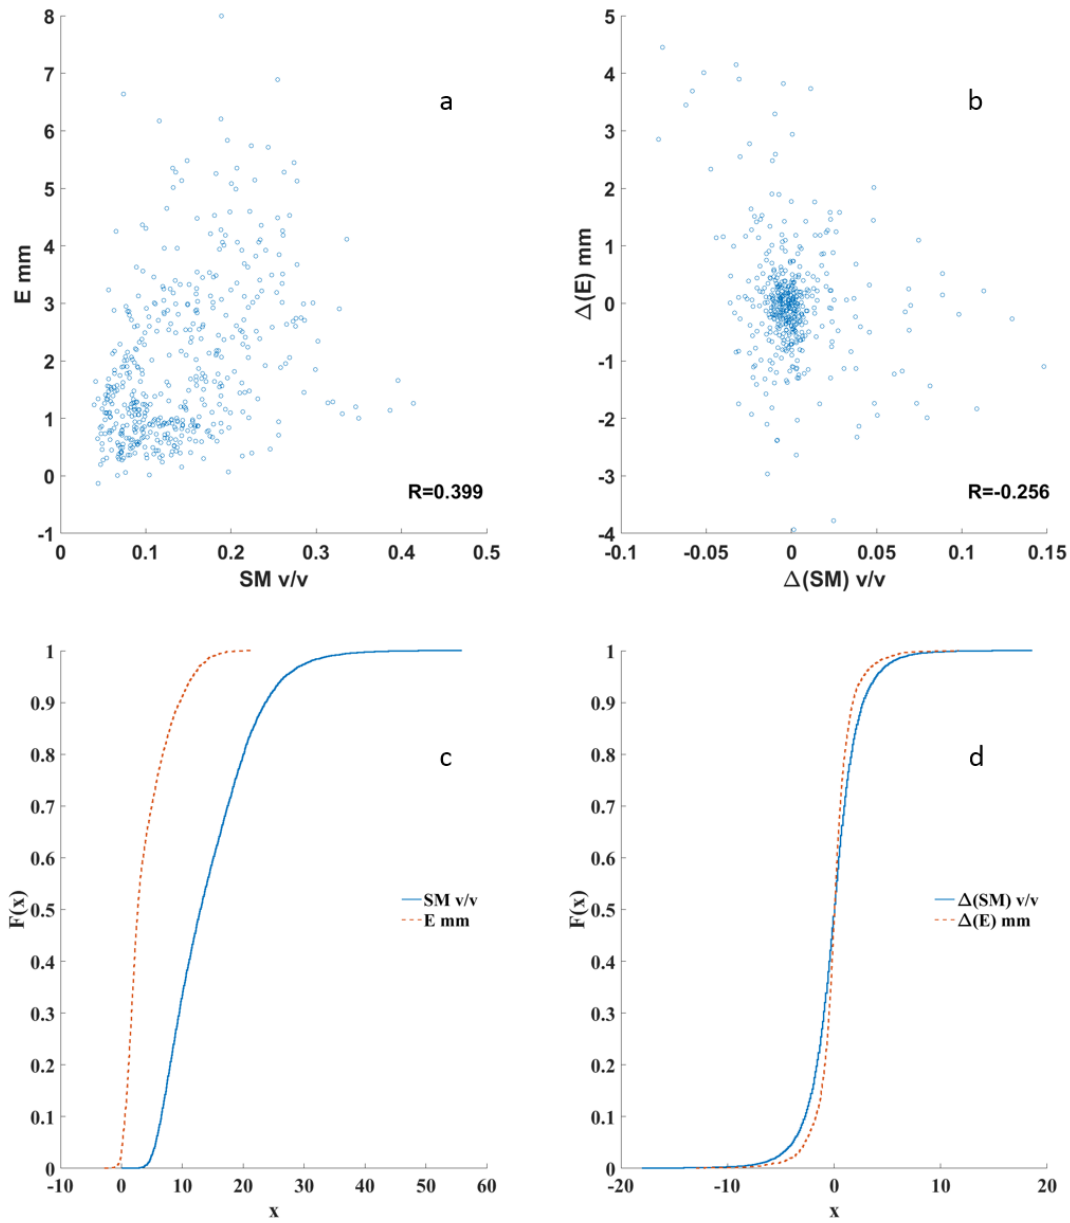 8
7
6
5
4
3
2
1
0
-1
E mm
a
R=0.399
0 0.1 0.2 0.3 0.4 0.5
SM v/v
5
4
3
2
1
0
-1
-2
-3
-4
Δ(E) mm
b
R=-0.256
-0.1 -0.05 0 0.05 0.1 0.15
Δ(SM) v/v
1
0.9
0.8
0.7
0.6
0.5
0.4
0.3
0.2
0.1
0
F(x)
c
SM v/v
E mm
-10 0 10 20 30 40 50 60
x
1
0.9
0.8
0.7
0.6
0.5
0.4
0.3
0.2
0.1
0
F(x)
d
Δ(SM) v/v
Δ(E) mm
-20 -10 0 10 20
x